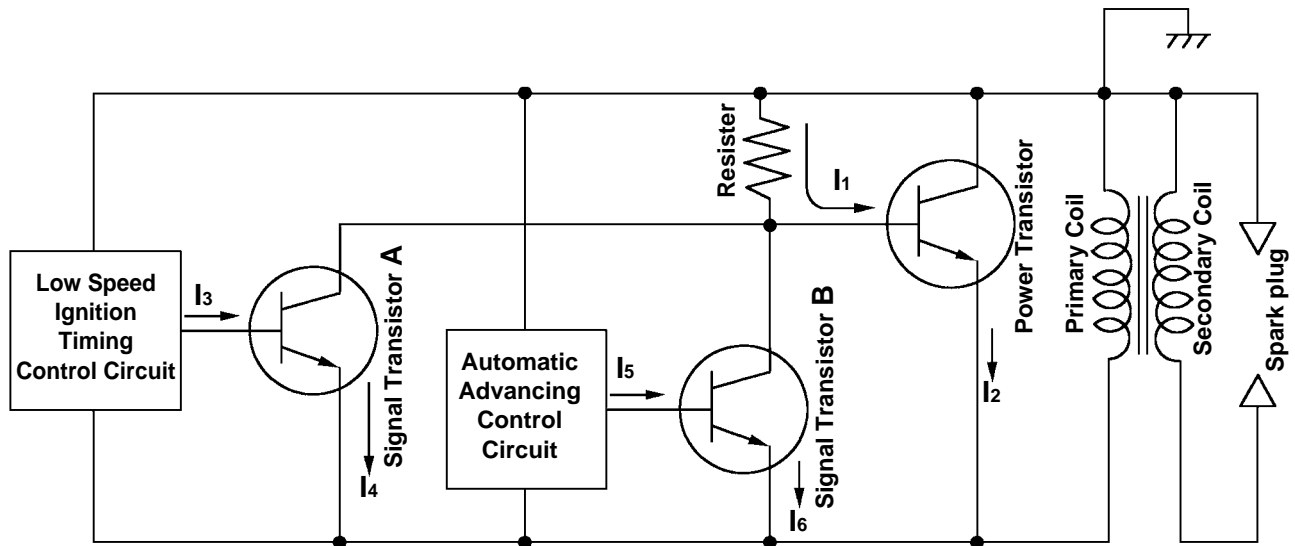 Low Speed
Ignition
Timing
Control Circuit
I3
Signal Transistor A
I4
Automatic
Advancing
Control
Circuit
I5
Signal Transistor B
I6
Resister
I1
Power Transistor
I2
Primary Coil
Secondary Coil
Spark plug